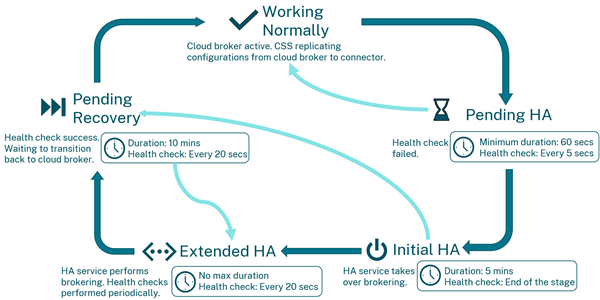 Working
Normally
Cloud broker active. CSS replicating
configurations from cloud broker to connector.
Pending
Recovery
Health check success.
Waiting to transition
back to cloud broker.
Duration: 10 mins
Health check: Every 20 secs
Pending HA
Health check
failed.
Minimum duration: 60 secs
Health check: Every 5 secs
Extended HA
HA service performs
brokering. Health checks
performed periodically.
No max duration
Health check: Every 20 secs
Initial HA
HA service takes
over brokering.
Duration: 5 mins
Health check: End of the stage